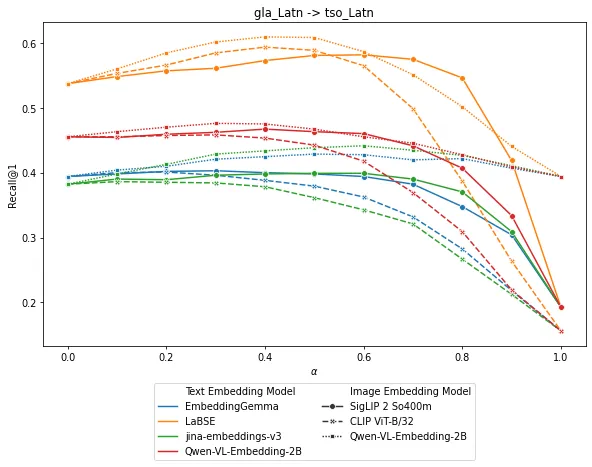 gla_Latn -> tso_Latn
Recall@1
0.6
0.5
0.4
0.3
0.2
0.0 0.2 0.4 0.6 0.8 1.0
α
Text Embedding Model Image Embedding Model
EmbeddingGemma SigLIP 2 So400m
LaBSE CLIP ViT-B/32
jina-embeddings-v3 Qwen-VL-Embedding-2B
Qwen-VL-Embedding-2B